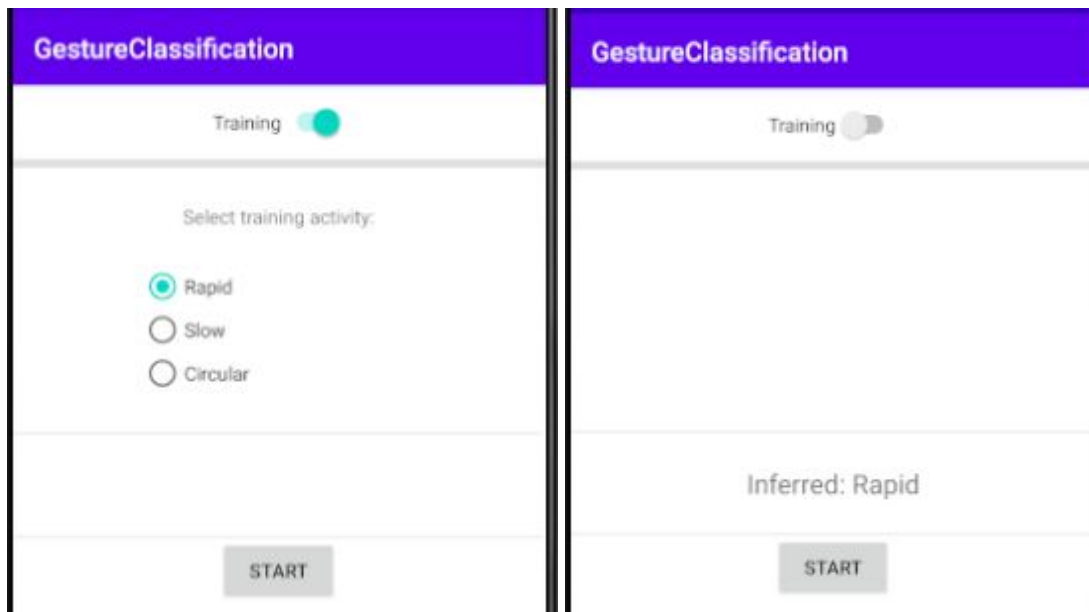 GestureClassification
Training
Select training activity:
Rapid
Slow
Circular
START
GestureClassification
Training
Inferred: Rapid
START